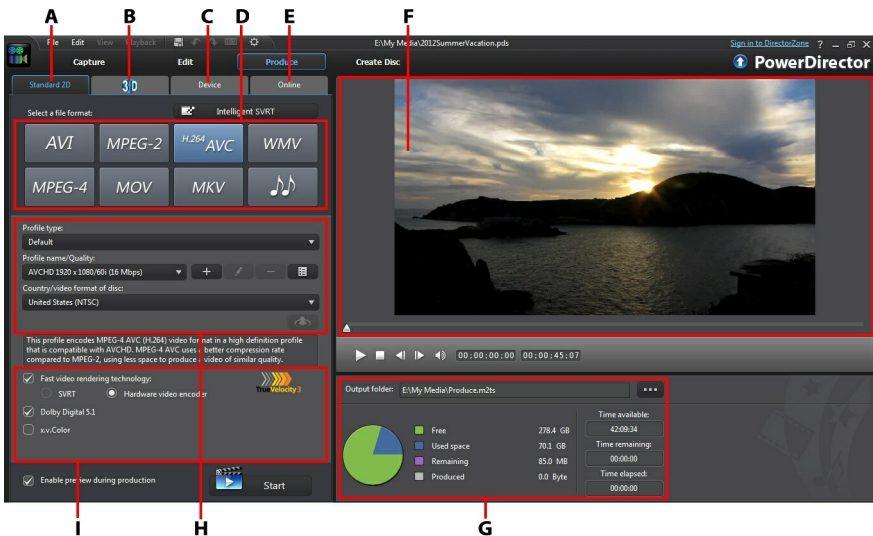 A B C D E F
File Edit View Playback
E:\My Media\2012SummerVacation.pds
Sign in to DirectorZone ?
Capture Edit Produce Create Disc
PowerDirector
Standard 2D 3D Device Online
Select a file format:
Intelligent SVRT
AVI MPEG-2 H.264 AVC WMV
MPEG-4 MOV MKV
Profile type:
Default
Profile name/Quality:
AVCHD 1920 x 1080/60i (16 Mbps)
Country/video format of disc:
United States (NTSC)
This profile encodes MPEG-4 AVC (H.264) video format in a high definition profile
that is compatible with AVCHD. MPEG-4 AVC uses a better compression rate
compared to MPEG-2, using less space to produce a video of similar quality.
Fast video rendering technology:
SVRT Hardware video encoder
TrueVelocity 3
Dolby Digital 5.1
x.v.Color
Enable preview during production
Start
00:00:00:00 00:00:45:07
Output folder: E:\My Media\Produce.m2ts
Free 278.4 GB
Used space 70.1 GB
Remaining 85.0 MB
Produced 0.0 Byte
Time available:
42:09:34
Time remaining:
00:00:00
Time elapsed:
00:00:00
I H G